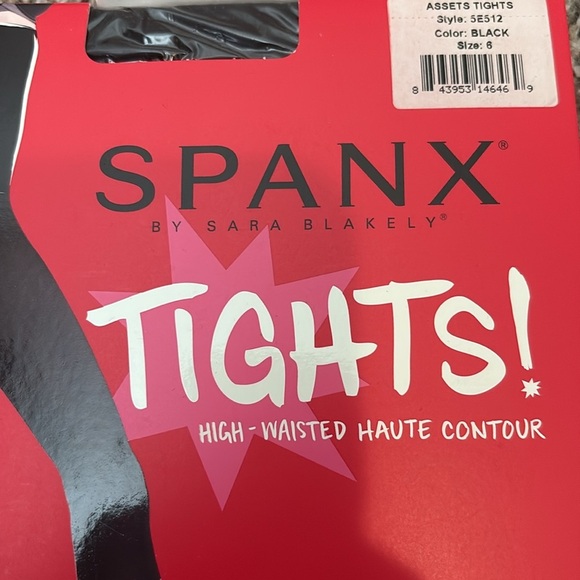 ASSETS TIGHTS
Style: 5E512
Color: BLACK
Size: 6
8 43953 14646 9
SPANX®
BY SARA BLAKELY®
TIGHTS!
HIGH-WAISTED HAUTE CONTOUR